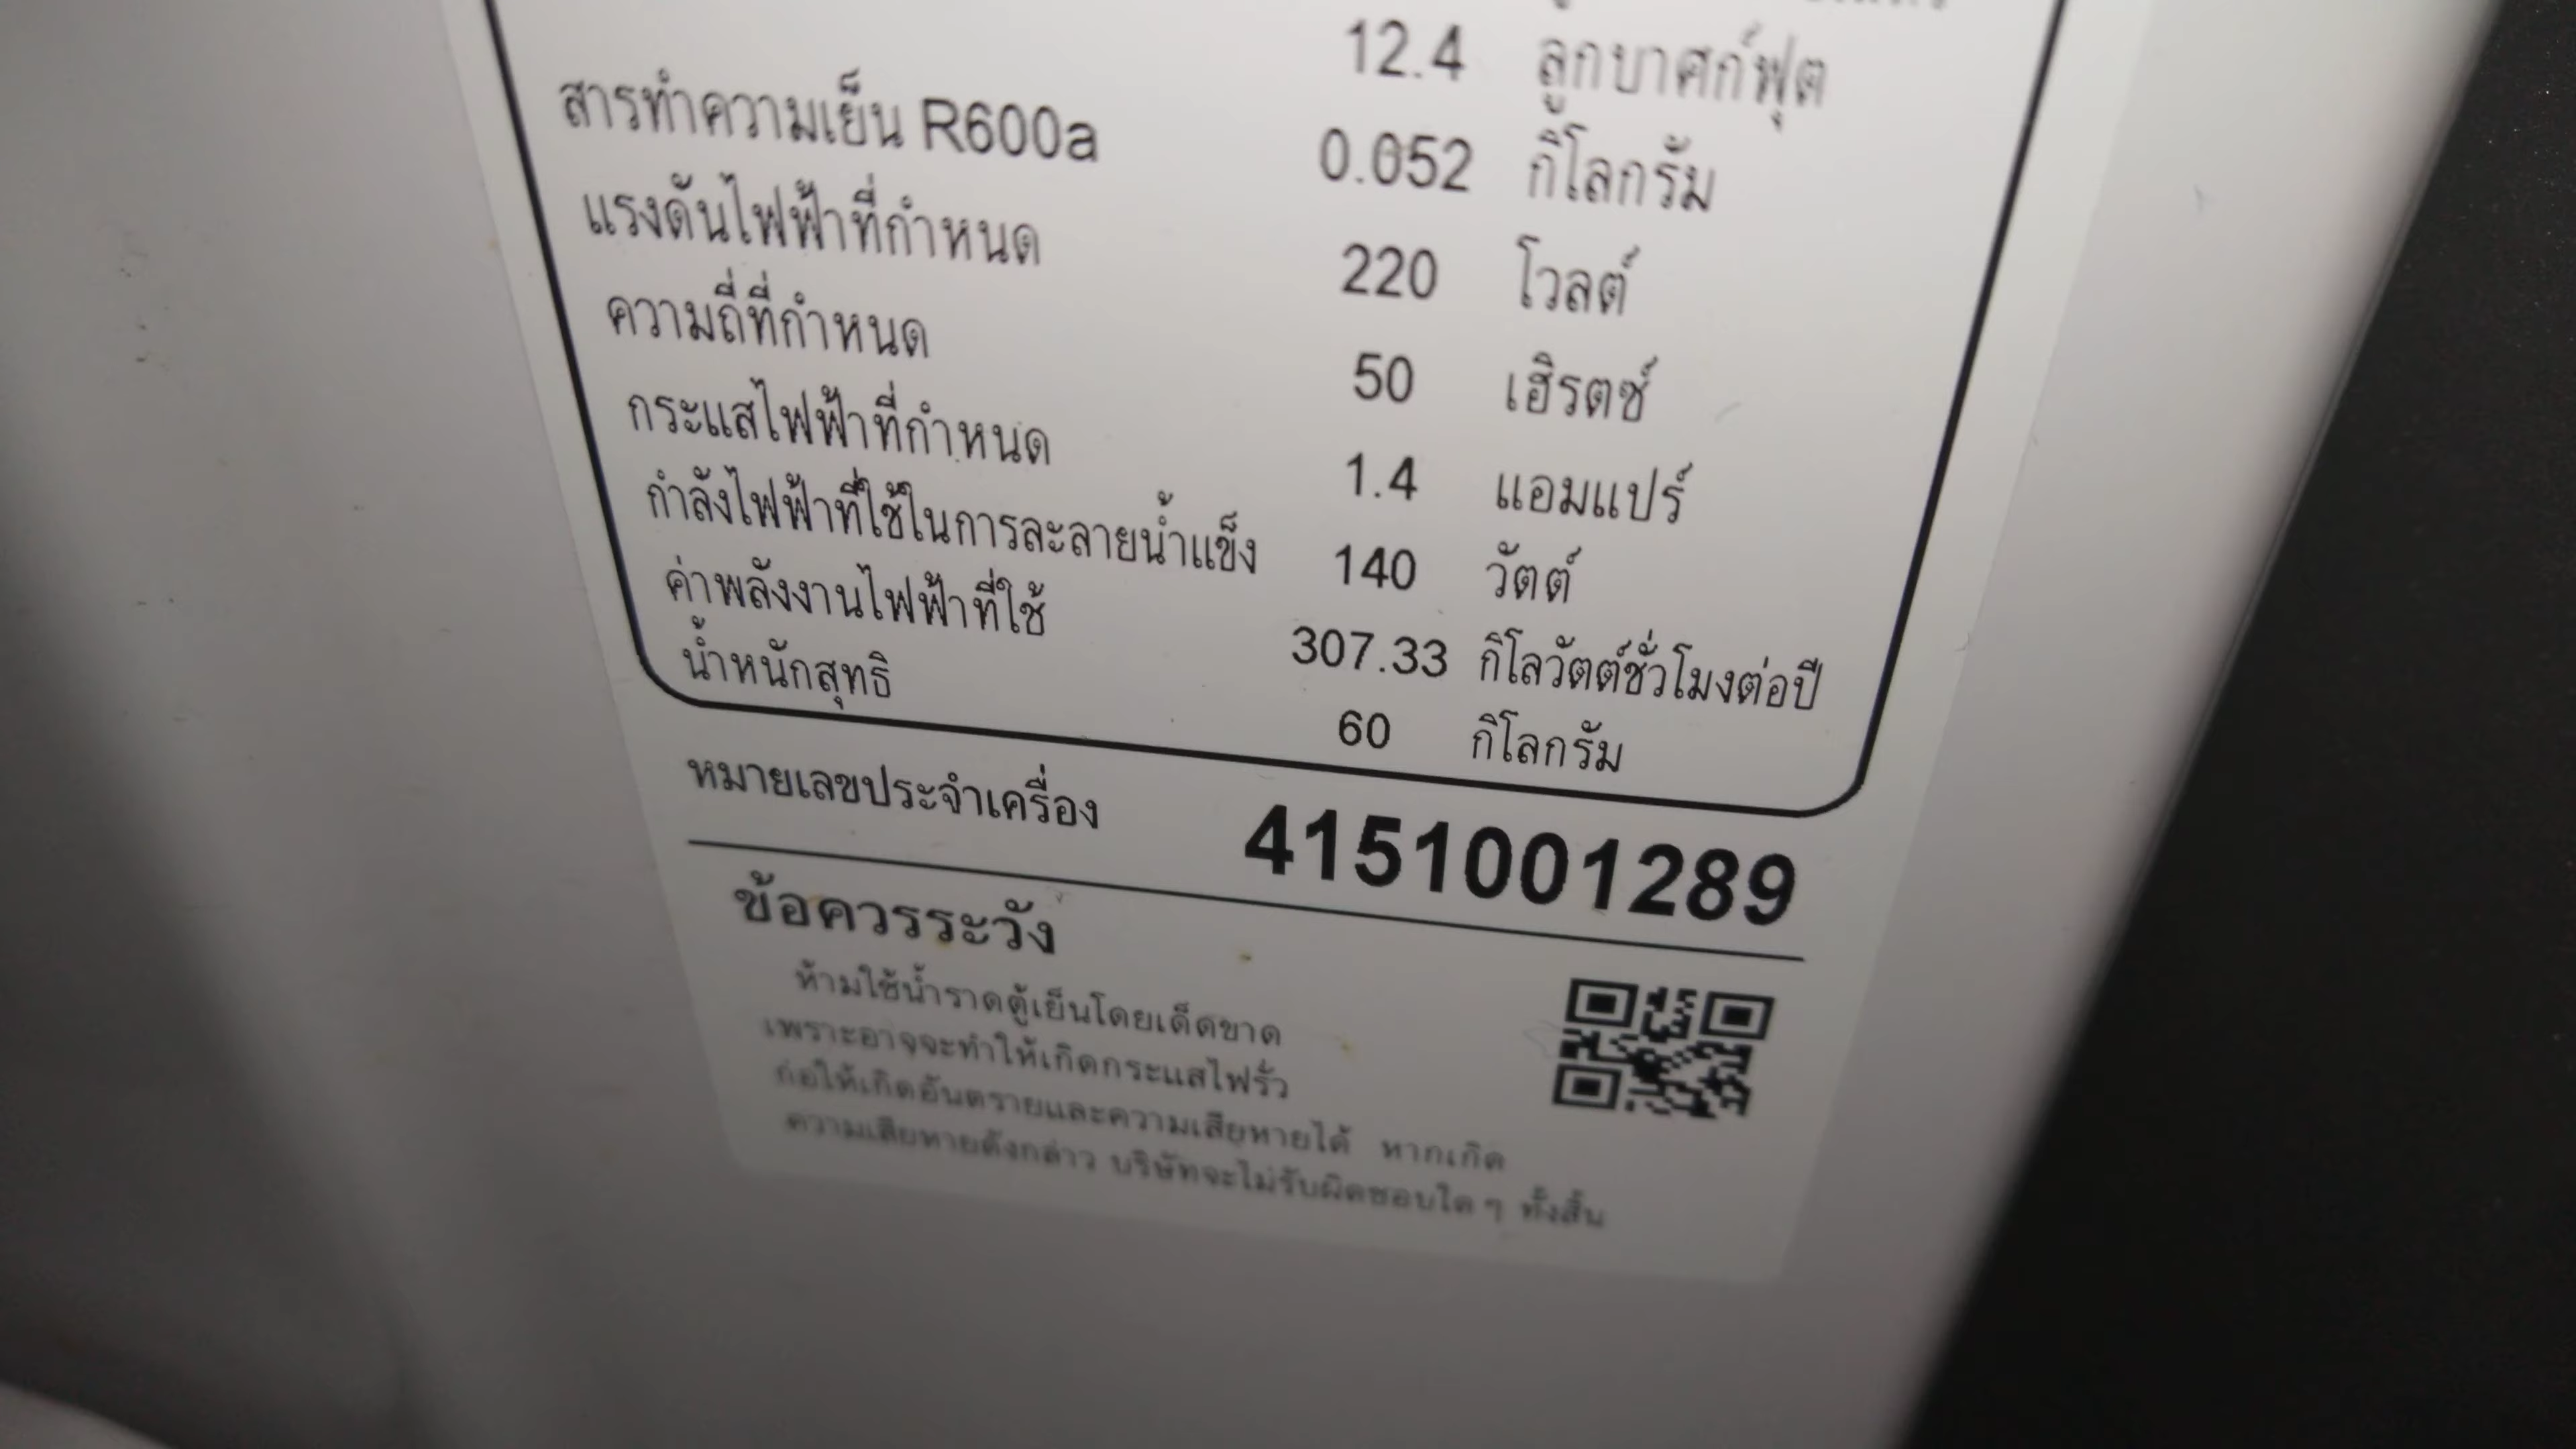 12.4 ลูกบาศก์ฟุต
สารทำความเย็น R600a 0.052 กิโลกรัม
แรงดันไฟฟ้าที่กำหนด 220 โวลต์
ความถี่ที่กำหนด 50 เฮิรตซ์
กระแสไฟฟ้าที่กำหนด 1.4 แอมแปร์
กำลังไฟฟ้าที่ใช้ในการละลายน้ำแข็ง 140 วัตต์
ค่าพลังงานไฟฟ้าที่ใช้ 307.33 กิโลวัตต์ชั่วโมงต่อปี
น้ำหนักสุทธิ 60 กิโลกรัม
หมายเลขประจำเครื่อง 4151001289
ข้อควรระวัง
ห้ามใช้น้ำราดตู้เย็นโดยเด็ดขาด
เพราะอาจจะทำให้เกิดกระแสไฟรั่ว
ก่อให้เกิดอันตรายและความเสียหายได้ หากเกิด
ความเสียหายดังกล่าว บริษัทจะไม่รับผิดชอบใดๆ ทั้งสิ้น